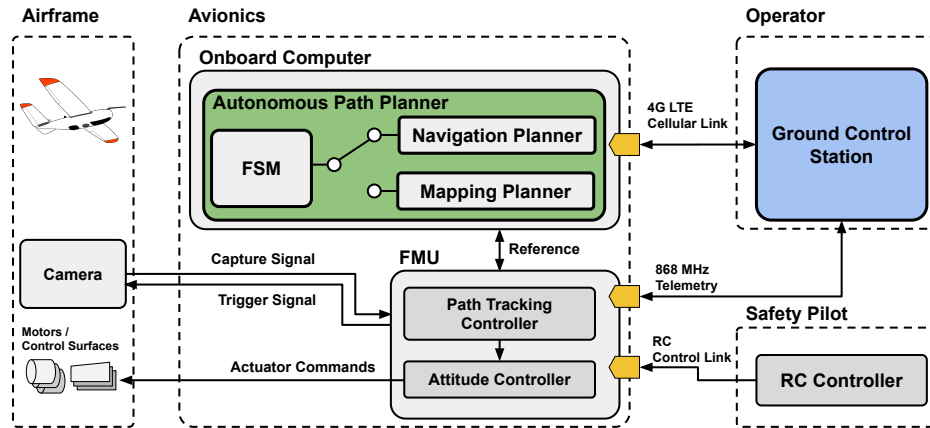 Airframe
Avionics
Operator
Onboard Computer
Autonomous Path Planner
FSM
Navigation Planner
Mapping Planner
4G LTE
Cellular Link
Ground Control
Station
Reference
FMU
Camera
Capture Signal
Trigger Signal
Path Tracking
Controller
868 MHz
Telemetry
Safety Pilot
Motors /
Control Surfaces
Actuator Commands
Attitude Controller
RC
Control Link
RC Controller